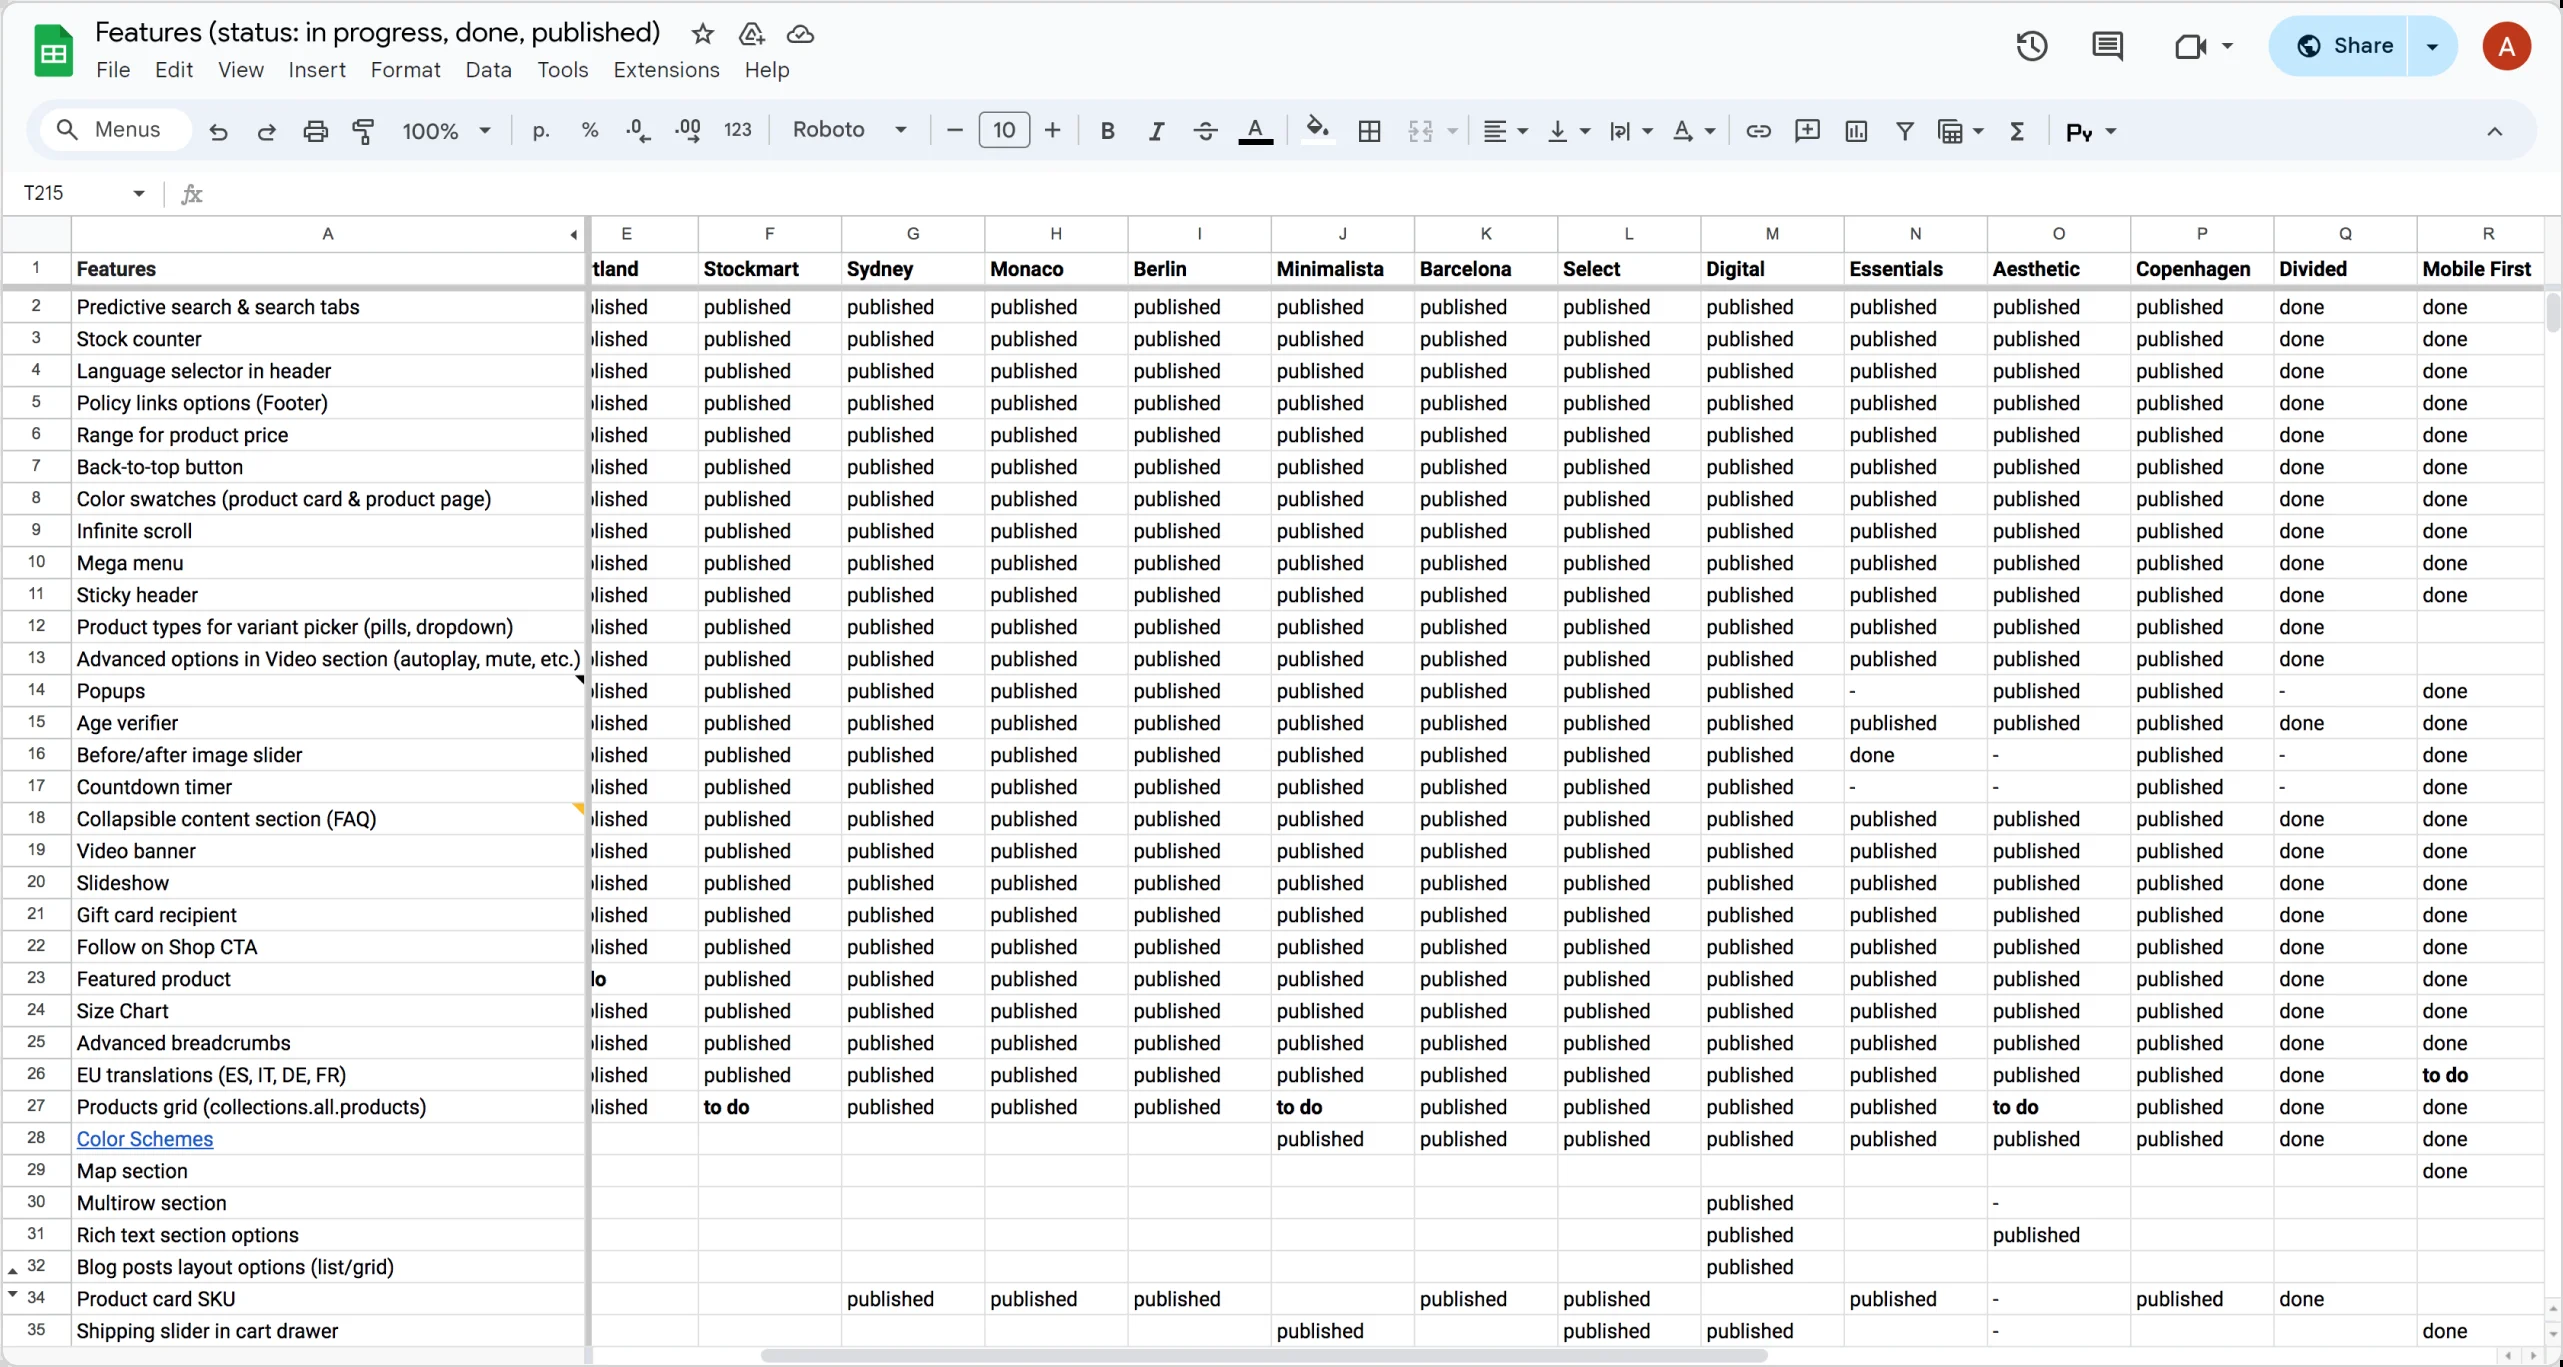 Features (status: in progress, done, published)
File Edit View Insert Format Data Tools Extensions Help
Share
A
Menus 100% p. % .0 .00 123 Roboto 10 B I A Py
T215 fx
A E F G H I J K L M N O P Q R
1 Features tland Stockmart Sydney Monaco Berlin Minimalista Barcelona Select Digital Essentials Aesthetic Copenhagen Divided Mobile First
2 Predictive search & search tabs lished published published published published published published published published published published published done done
3 Stock counter lished published published published published published published published published published published published done done
4 Language selector in header lished published published published published published published published published published published published done done
5 Policy links options (Footer) lished published published published published published published published published published published published done done
6 Range for product price lished published published published published published published published published published published published done done
7 Back-to-top button lished published published published published published published published published published published published done done
8 Color swatches (product card & product page) lished published published published published published published published published published published published done done
9 Infinite scroll lished published published published published published published published published published published published done done
10 Mega menu lished published published published published published published published published published published published done done
11 Sticky header lished published published published published published published published published published published published done done
12 Product types for variant picker (pills, dropdown) lished published published published published published published published published published published published done
13 Advanced options in Video section (autoplay, mute, etc.) lished published published published published published published published published published published published done
14 Popups lished published published published published published published published published - published published - done
15 Age verifier lished published published published published published published published published published published published done done
16 Before/after image slider lished published published published published published published published published done - published - done
17 Countdown timer lished published published published published published published published published - - published - done
18 Collapsible content section (FAQ) lished published published published published published published published published published published published done done
19 Video banner lished published published published published published published published published published published published done done
20 Slideshow lished published published published published published published published published published published published done done
21 Gift card recipient lished published published published published published published published published published published published done done
22 Follow on Shop CTA lished published published published published published published published published published published published done done
23 Featured product do published published published published published published published published published published published done done
24 Size Chart lished published published published published published published published published published published published done done
25 Advanced breadcrumbs lished published published published published published published published published published published published done done
26 EU translations (ES, IT, DE, FR) lished published published published published published published published published published published published done to do
27 Products grid (collections.all.products) lished to do published published published to do published published published published to do published done done
28 Color Schemes published published published published published published published done done
29 Map section done
30 Multirow section published -
31 Rich text section options published published
32 Blog posts layout options (list/grid) published
34 Product card SKU published published published published published published - published done
35 Shipping slider in cart drawer published published published - done